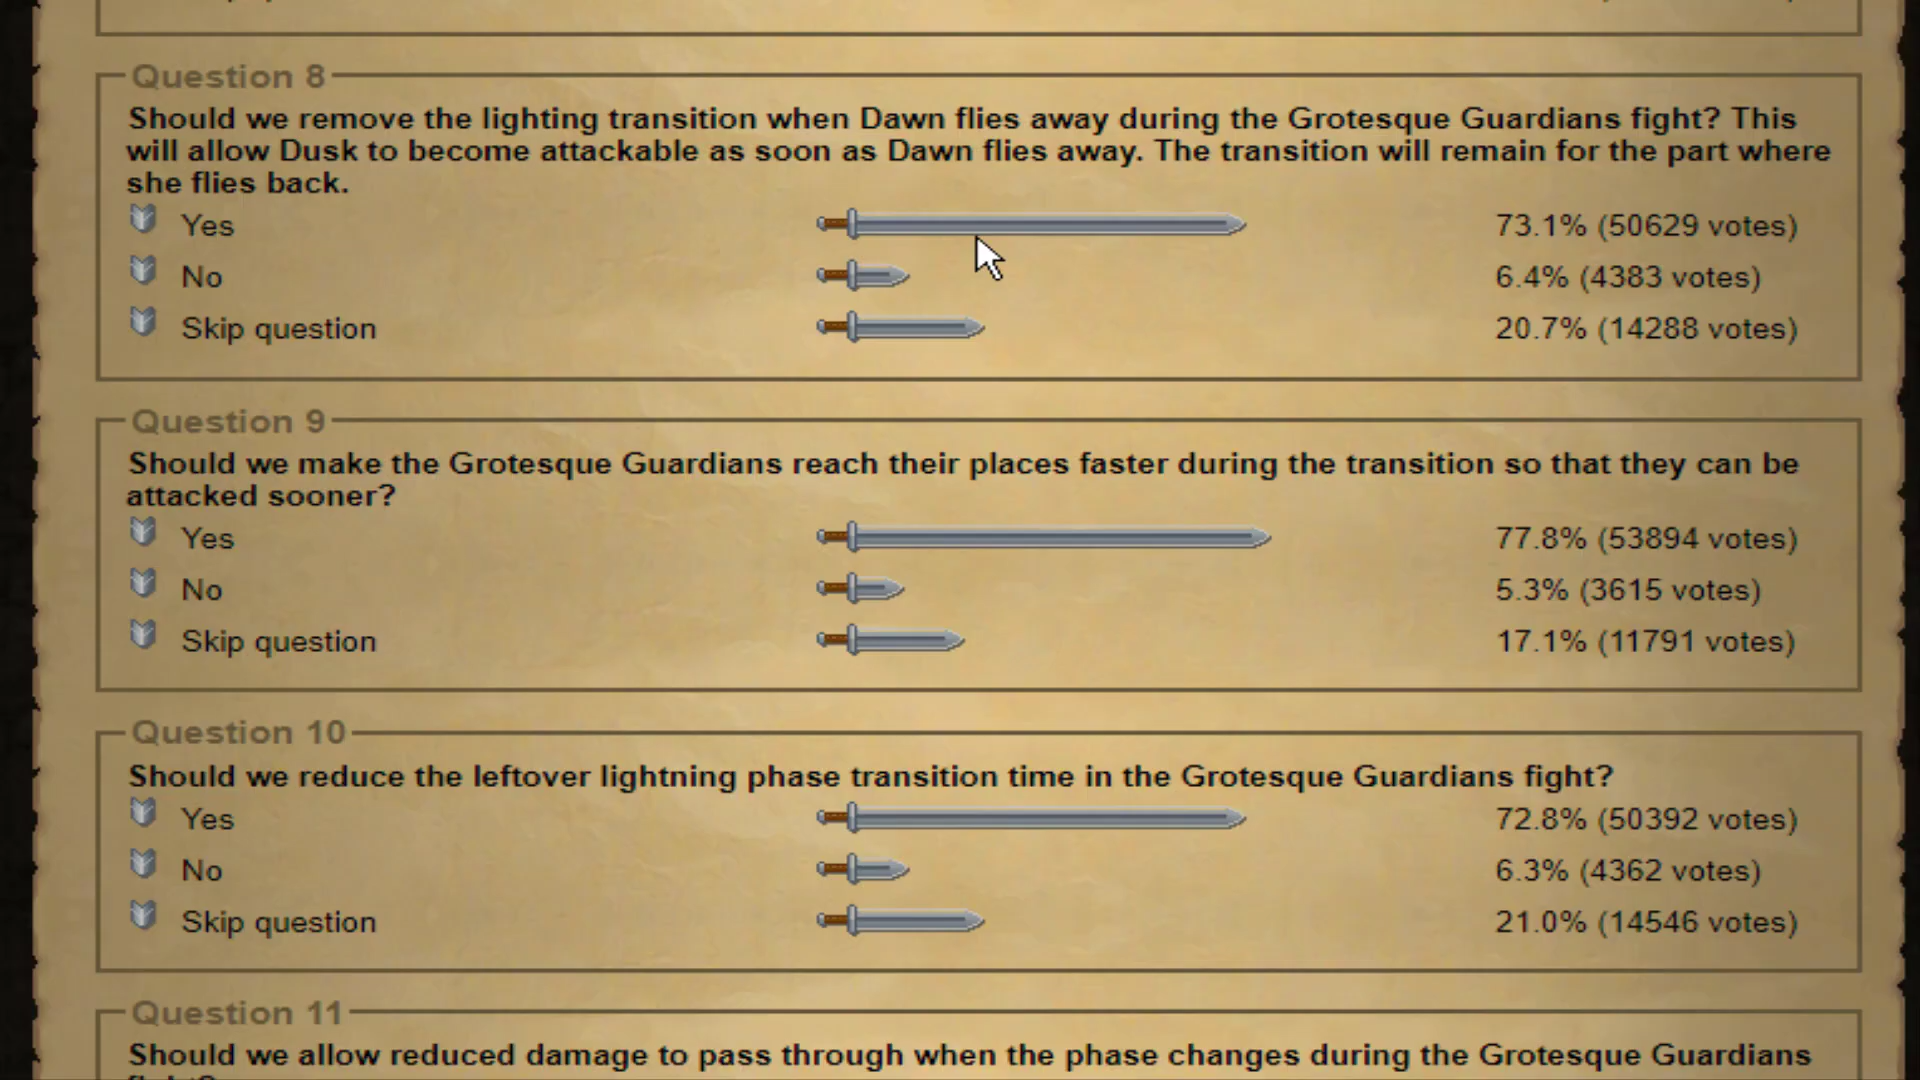 Question 8
Should we remove the lighting transition when Dawn flies away during the Grotesque Guardians fight? This
will allow Dusk to become attackable as soon as Dawn flies away. The transition will remain for the part where
she flies back.
Yes 73.1% (50629 votes)
No 6.4% (4383 votes)
Skip question 20.7% (14288 votes)
Question 9
Should we make the Grotesque Guardians reach their places faster during the transition so that they can be
attacked sooner?
Yes 77.8% (53894 votes)
No 5.3% (3615 votes)
Skip question 17.1% (11791 votes)
Question 10
Should we reduce the leftover lightning phase transition time in the Grotesque Guardians fight?
Yes 72.8% (50392 votes)
No 6.3% (4362 votes)
Skip question 21.0% (14546 votes)
Question 11
Should we allow reduced damage to pass through when the phase changes during the Grotesque Guardians